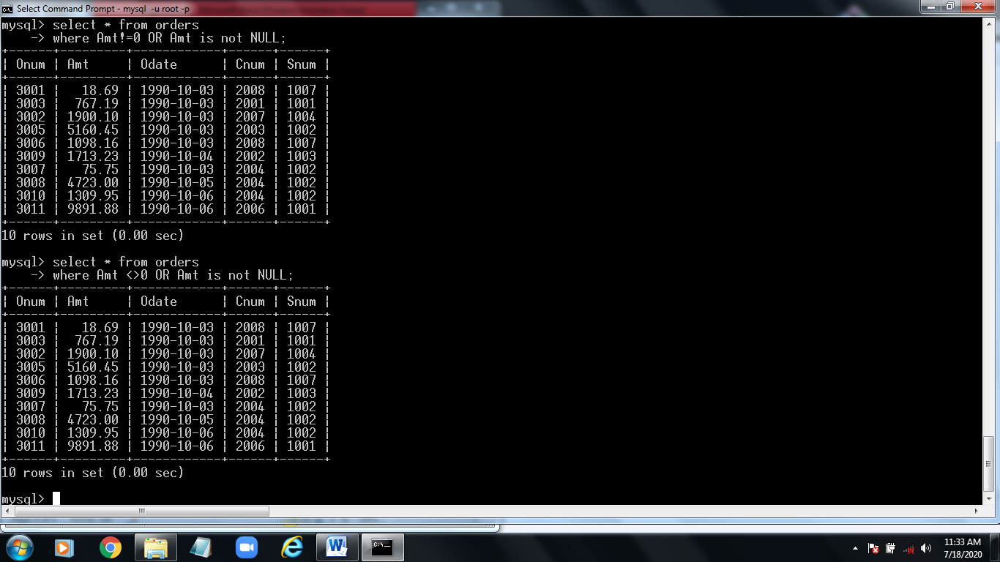 Select Command Prompt - mysql -u root -p
mysql> select * from orders
    -> where Amt!=0 OR Amt is not NULL;
+------+---------+------------+------+------+
| Onum | Amt     | Odate      | Cnum | Snum |
+------+---------+------------+------+------+
| 3001 |   18.69 | 1990-10-03 | 2008 | 1007 |
| 3003 |  767.19 | 1990-10-03 | 2001 | 1001 |
| 3002 | 1900.10 | 1990-10-03 | 2007 | 1004 |
| 3005 | 5160.45 | 1990-10-03 | 2003 | 1002 |
| 3006 | 1098.16 | 1990-10-03 | 2008 | 1007 |
| 3009 | 1713.23 | 1990-10-04 | 2002 | 1003 |
| 3007 |   75.75 | 1990-10-03 | 2004 | 1002 |
| 3008 | 4723.00 | 1990-10-05 | 2004 | 1002 |
| 3010 | 1309.95 | 1990-10-06 | 2004 | 1002 |
| 3011 | 9891.88 | 1990-10-06 | 2006 | 1001 |
+------+---------+------------+------+------+
10 rows in set (0.00 sec)
mysql> select * from orders
    -> where Amt <>0 OR Amt is not NULL;
+------+---------+------------+------+------+
| Onum | Amt     | Odate      | Cnum | Snum |
+------+---------+------------+------+------+
| 3001 |   18.69 | 1990-10-03 | 2008 | 1007 |
| 3003 |  767.19 | 1990-10-03 | 2001 | 1001 |
| 3002 | 1900.10 | 1990-10-03 | 2007 | 1004 |
| 3005 | 5160.45 | 1990-10-03 | 2003 | 1002 |
| 3006 | 1098.16 | 1990-10-03 | 2008 | 1007 |
| 3009 | 1713.23 | 1990-10-04 | 2002 | 1003 |
| 3007 |   75.75 | 1990-10-03 | 2004 | 1002 |
| 3008 | 4723.00 | 1990-10-05 | 2004 | 1002 |
| 3010 | 1309.95 | 1990-10-06 | 2004 | 1002 |
| 3011 | 9891.88 | 1990-10-06 | 2006 | 1001 |
+------+---------+------------+------+------+
10 rows in set (0.00 sec)
mysql>
11:33 AM
7/18/2020